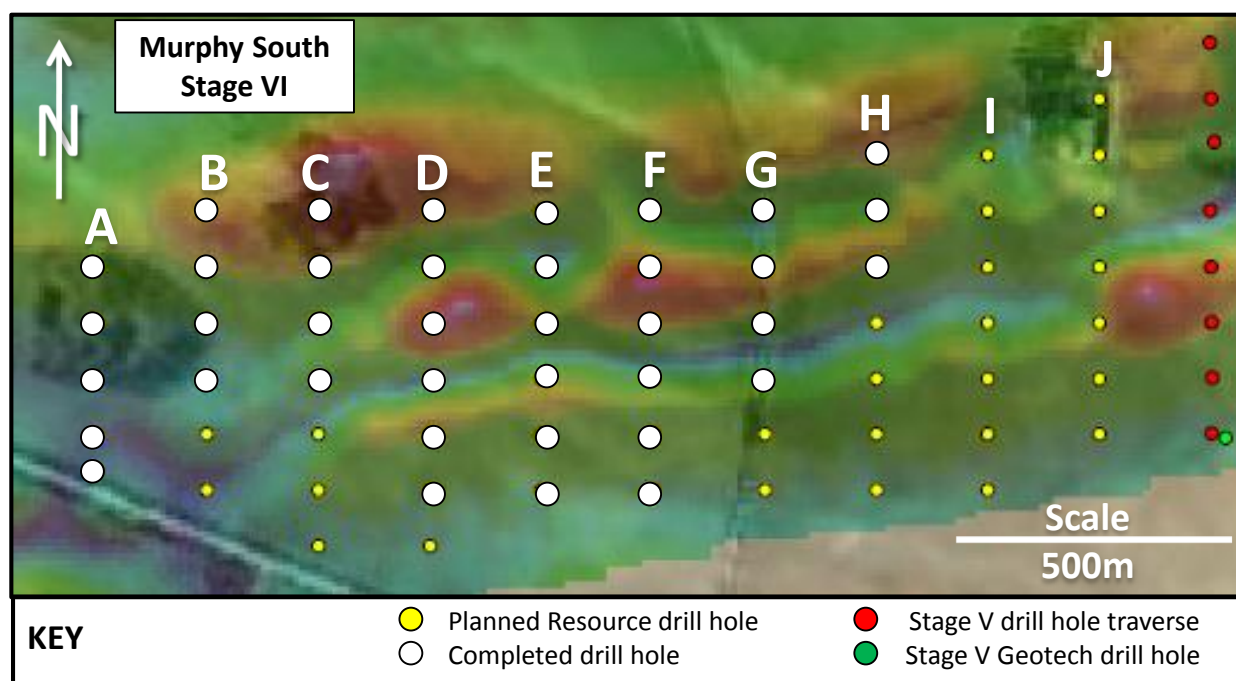 Murphy South
Stage VI
N
A
B
C
D
E
F
G
H
I
J
Scale
500m
KEY
Planned Resource drill hole
Completed drill hole
Stage V drill hole traverse
Stage V Geotech drill hole